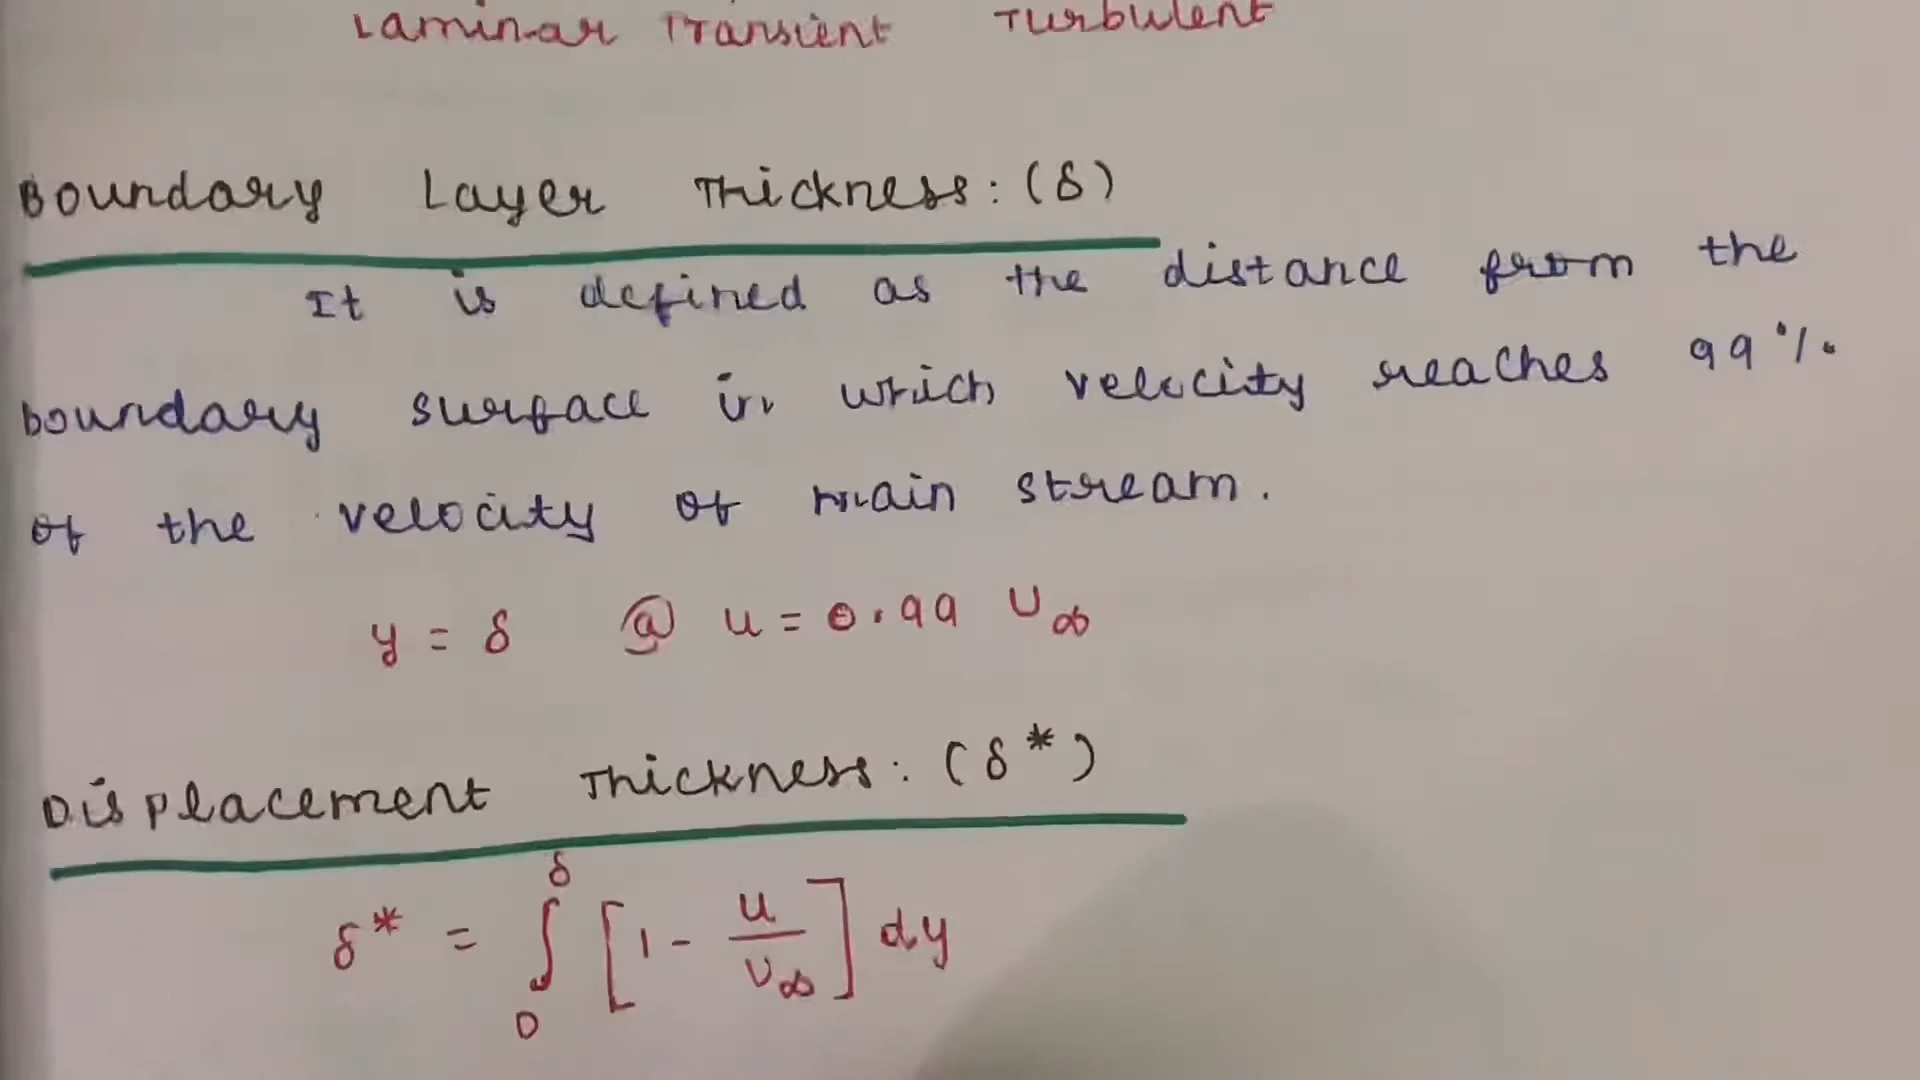 Laminar Transient Turbulent
Boundary Layer Thickness: (δ)
It is defined as the distance from the
boundary surface in which velocity reaches 99%.
of the velocity of main stream.
y = δ @ u = 0.99 U∞
Displacement Thickness: (δ*)
δ* = ∫₀^δ [1 - u/U∞] dy